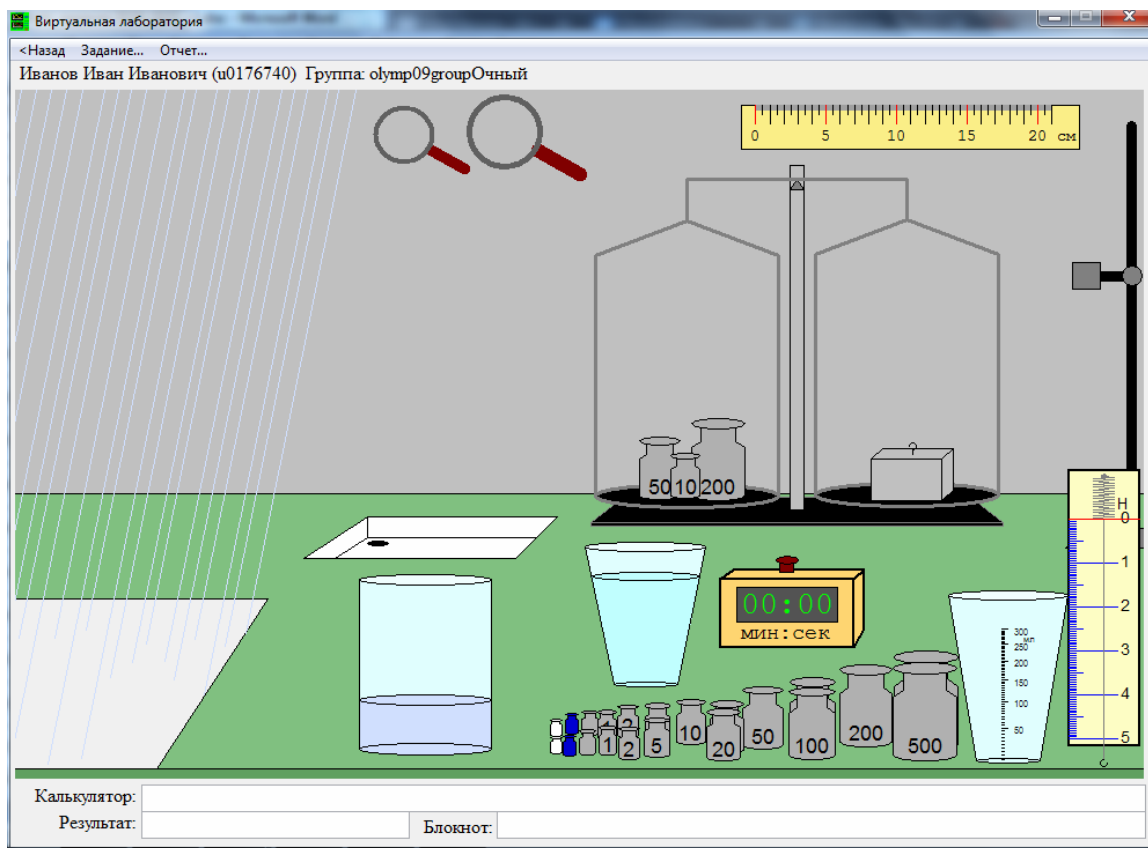 Виртуальная лаборатория
<Назад Задание... Отчет...
Иванов Иван Иванович (u0176740) Группа: olymp09groupОчный
0 5 10 15 20 см
50 10 200
Н
0
1
2
3
4
5
00:00
мин:сек
300
мл
250
200
150
100
50
1 2 5 10 20 50 100 200 500
Калькулятор:
Результат:
Блокнот: